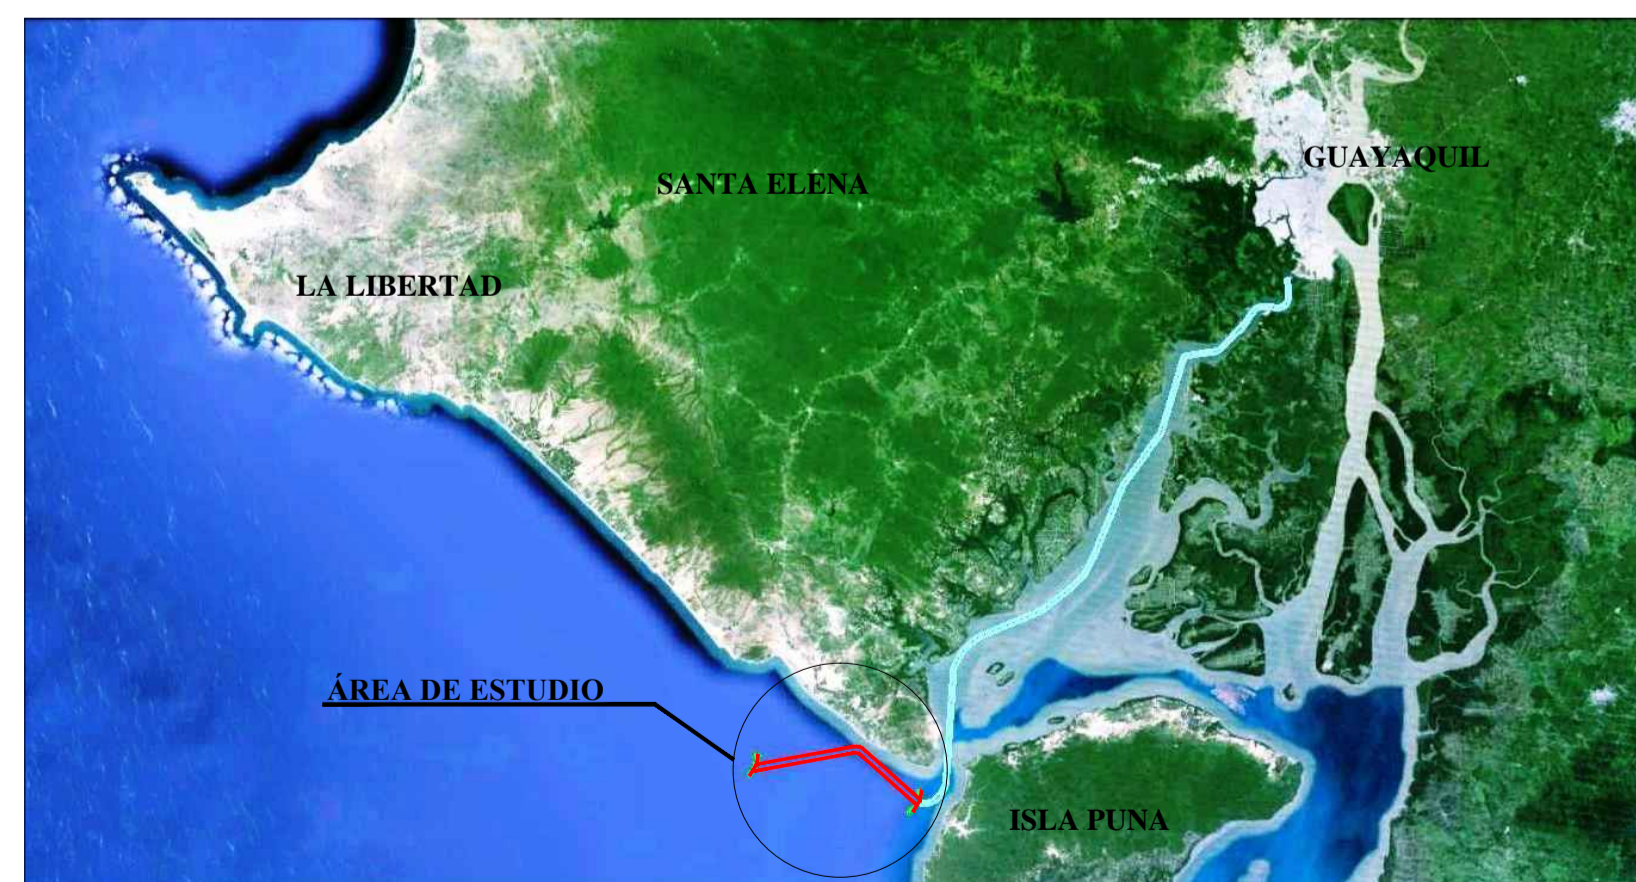 GUAYAQUIL
SANTA ELENA
LA LIBERTAD
ÁREA DE ESTUDIO
ISLA PUNA